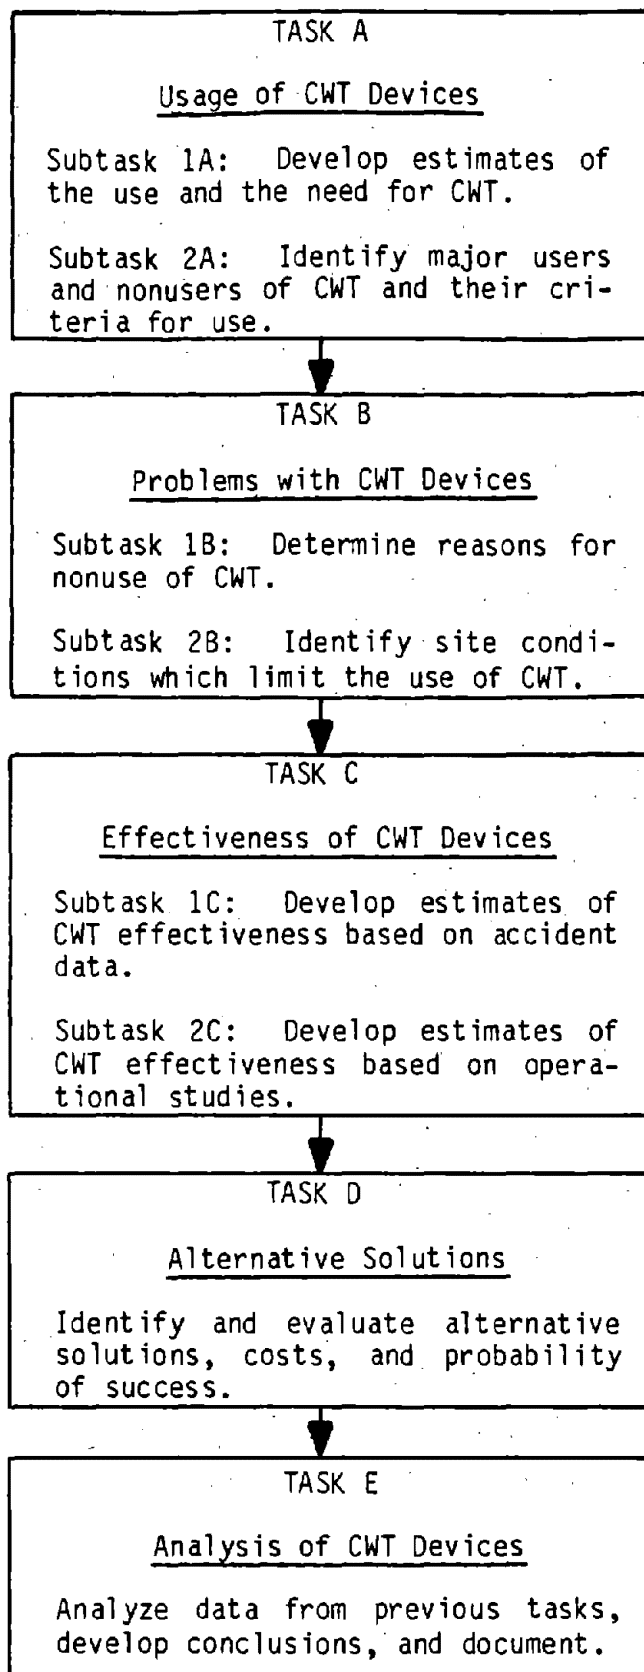 TASK A
Usage of CWT Devices
Subtask 1A: Develop estimates of
the use and the need for CWT.
Subtask 2A: Identify major users
and nonusers of CWT and their cri-
teria for use.
TASK B
Problems with CWT Devices
Subtask 1B: Determine reasons for
nonuse of CWT.
Subtask 2B: Identify site condi-
tions which limit the use of CWT.
TASK C
Effectiveness of CWT Devices
Subtask 1C: Develop estimates of
CWT effectiveness based on accident
data.
Subtask 2C: Develop estimates of
CWT effectiveness based on opera-
tional studies.
TASK D
Alternative Solutions
Identify and evaluate alternative
solutions, costs, and probability
of success.
TASK E
Analysis of CWT Devices
Analyze data from previous tasks,
develop conclusions, and document.